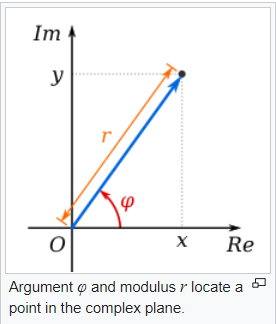 Im
y
r
φ
O
x
Re
Argument φ and modulus r locate a
point in the complex plane.